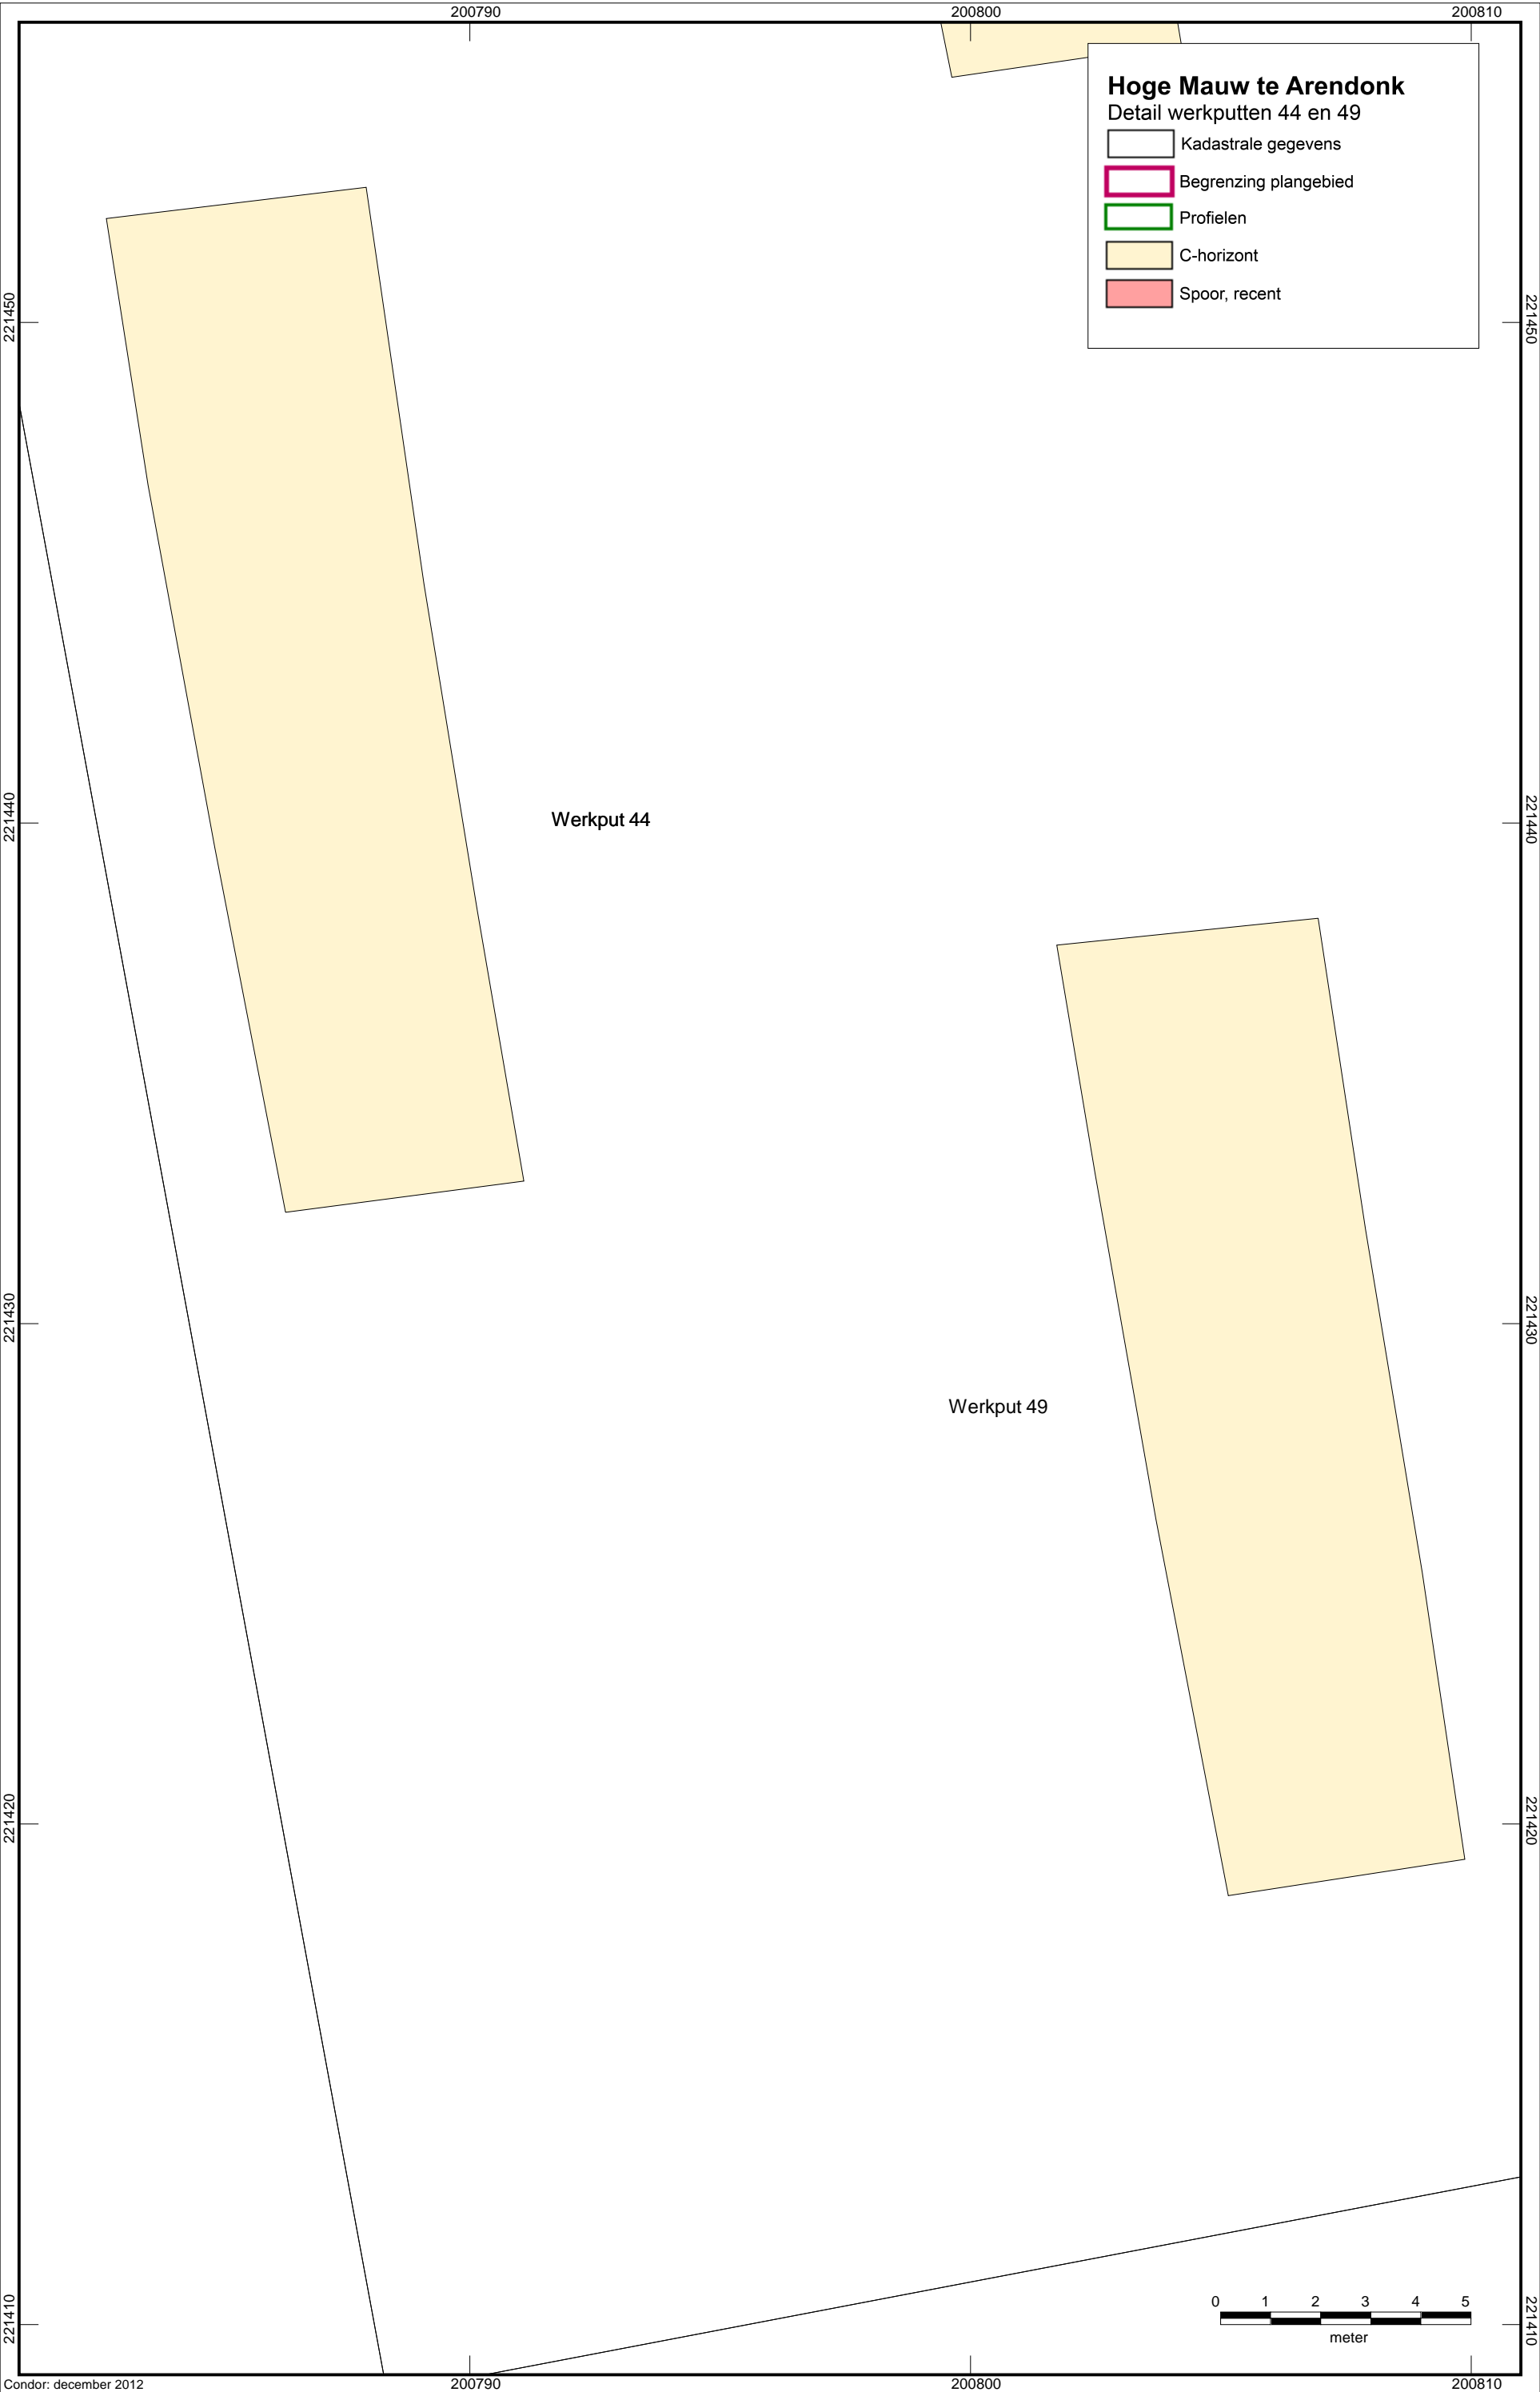 200790
200800
200810
Hoge Mauw te Arendonk
Detail werkputten 44 en 49
Kadastrale gegevens
Begrenzing plangebied
Profielen
C-horizont
Spoor, recent
221450
221450
221440
221440
Werkput 44
221430
221430
Werkput 49
221420
221420
0 1 2 3 4 5
meter
221410
221410
Condor: december 2012
200790
200800
200810